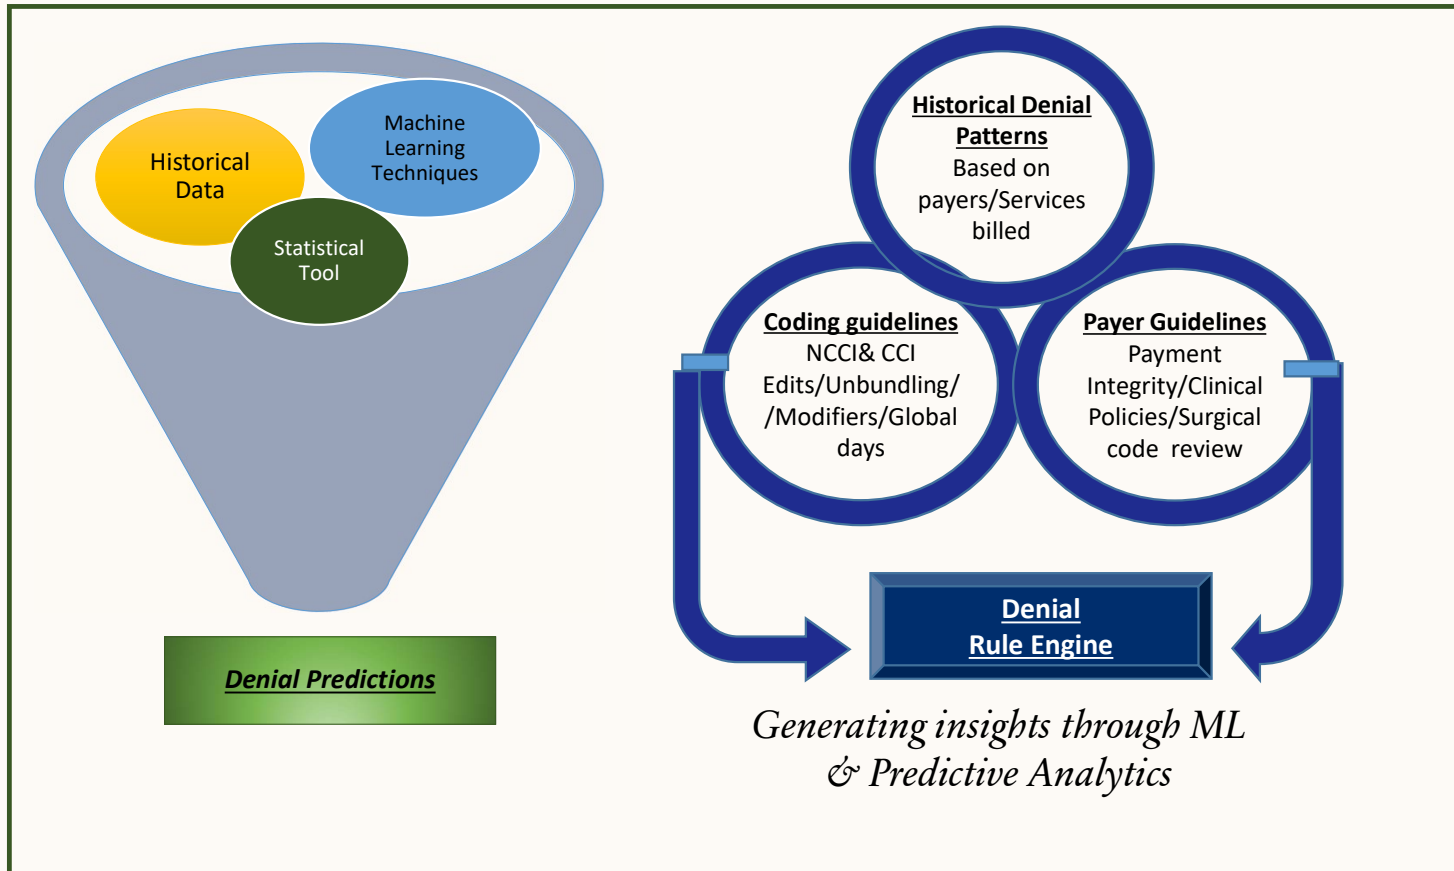 Historical
Data
Machine
Learning
Techniques
Statistical
Tool
Denial Predictions
Historical Denial
Patterns
Based on
payers/Services
billed
Coding guidelines
NCCI& CCI
Edits/Unbundling/
/Modifiers/Global
days
Payer Guidelines
Payment
Integrity/Clinical
Policies/Surgical
code review
Denial
Rule Engine
Generating insights through ML
& Predictive Analytics